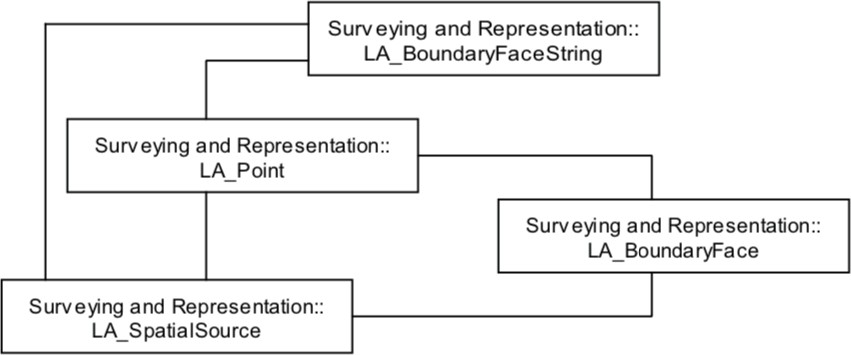 Surveying and Representation::
LA_BoundaryFaceString
Surveying and Representation::
LA_Point
Surveying and Representation::
LA_BoundaryFace
Surveying and Representation::
LA_SpatialSource